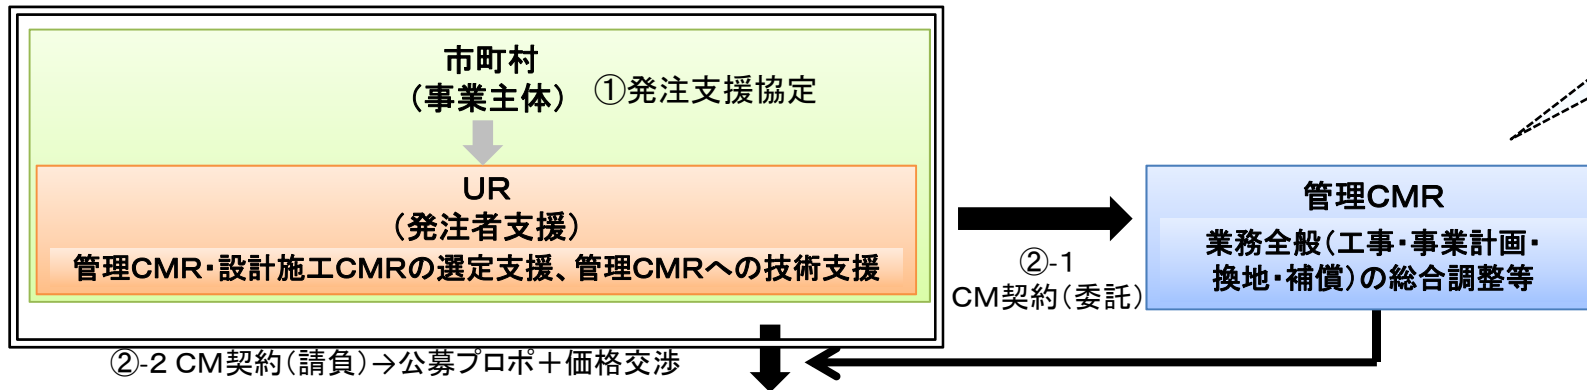 市町村
（事業主体）
①発注支援協定
UR
（発注者支援）
管理CMR・設計施工CMRの選定支援、管理CMRへの技術支援
②-1
CM契約（委託）
管理CMR
業務全般（工事・事業計画・
換地・補償）の総合調整等
②-2 CM契約（請負）→公募プロポ＋価格交渉